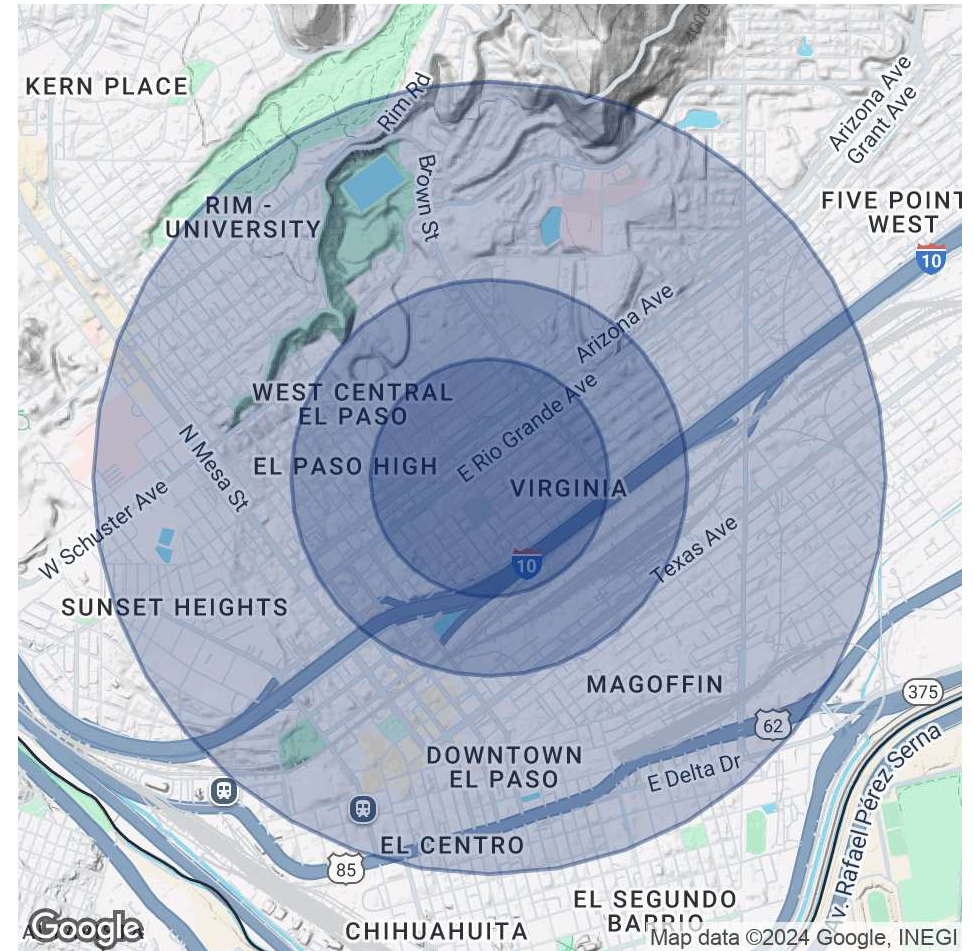 KERN PLACE
Rim Rd
Arizona Ave
Grant Ave
Brown St
RIM -
UNIVERSITY
FIVE POINT
WEST
10
Arizona Ave
WEST CENTRAL
EL PASO
E Rio Grande Ave
N Mesa St
EL PASO HIGH
VIRGINIA
W Schuster Ave
Texas Ave
10
SUNSET HEIGHTS
MAGOFFIN
375
62
DOWNTOWN
EL PASO
E Delta Dr
v. Rafael Pérez Serna
EL CENTRO
85
EL SEGUNDO
BARRIO
CHIHUAHUITA
Google
Map data ©2024 Google, INEGI